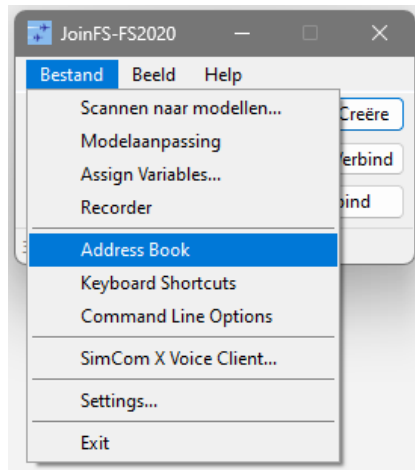 JoinFS-FS2020
Bestand Beeld Help
Scannen naar modellen...
Creëre
Modelaanpassing
Verbind
Assign Variables...
Recorder
bind
Address Book
Keyboard Shortcuts
Command Line Options
SimCom X Voice Client...
Settings...
Exit